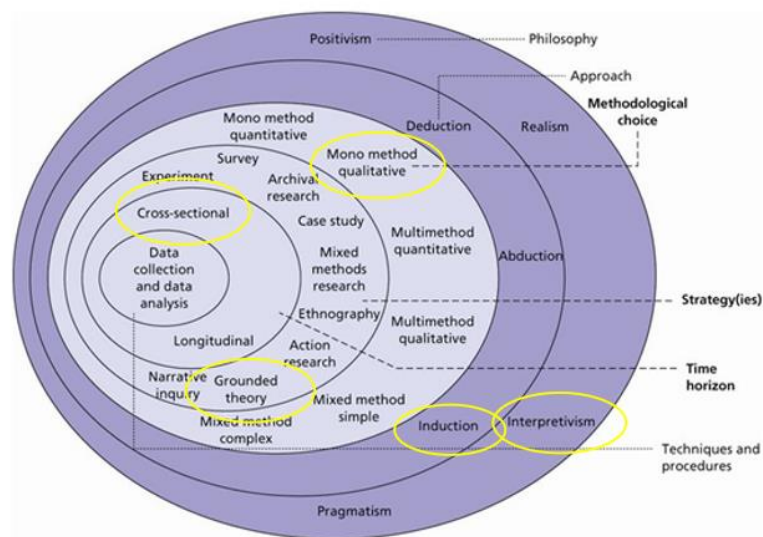 Positivism
Philosophy
Approach
Methodological
choice
Mono method
quantitative
Deduction
Realism
Survey
Mono method
qualitative
Experiment
Archival
research
Cross-sectional
Case study
Multimethod
quantitative
Data
collection
and data
analysis
Mixed
methods
research
Abduction
Strategy(ies)
Ethnography
Multimethod
qualitative
Longitudinal
Action
research
Time
horizon
Narrative
inquiry
Grounded
theory
Mixed method
simple
Mixed method
complex
Induction
Interpretivism
Techniques and
procedures
Pragmatism